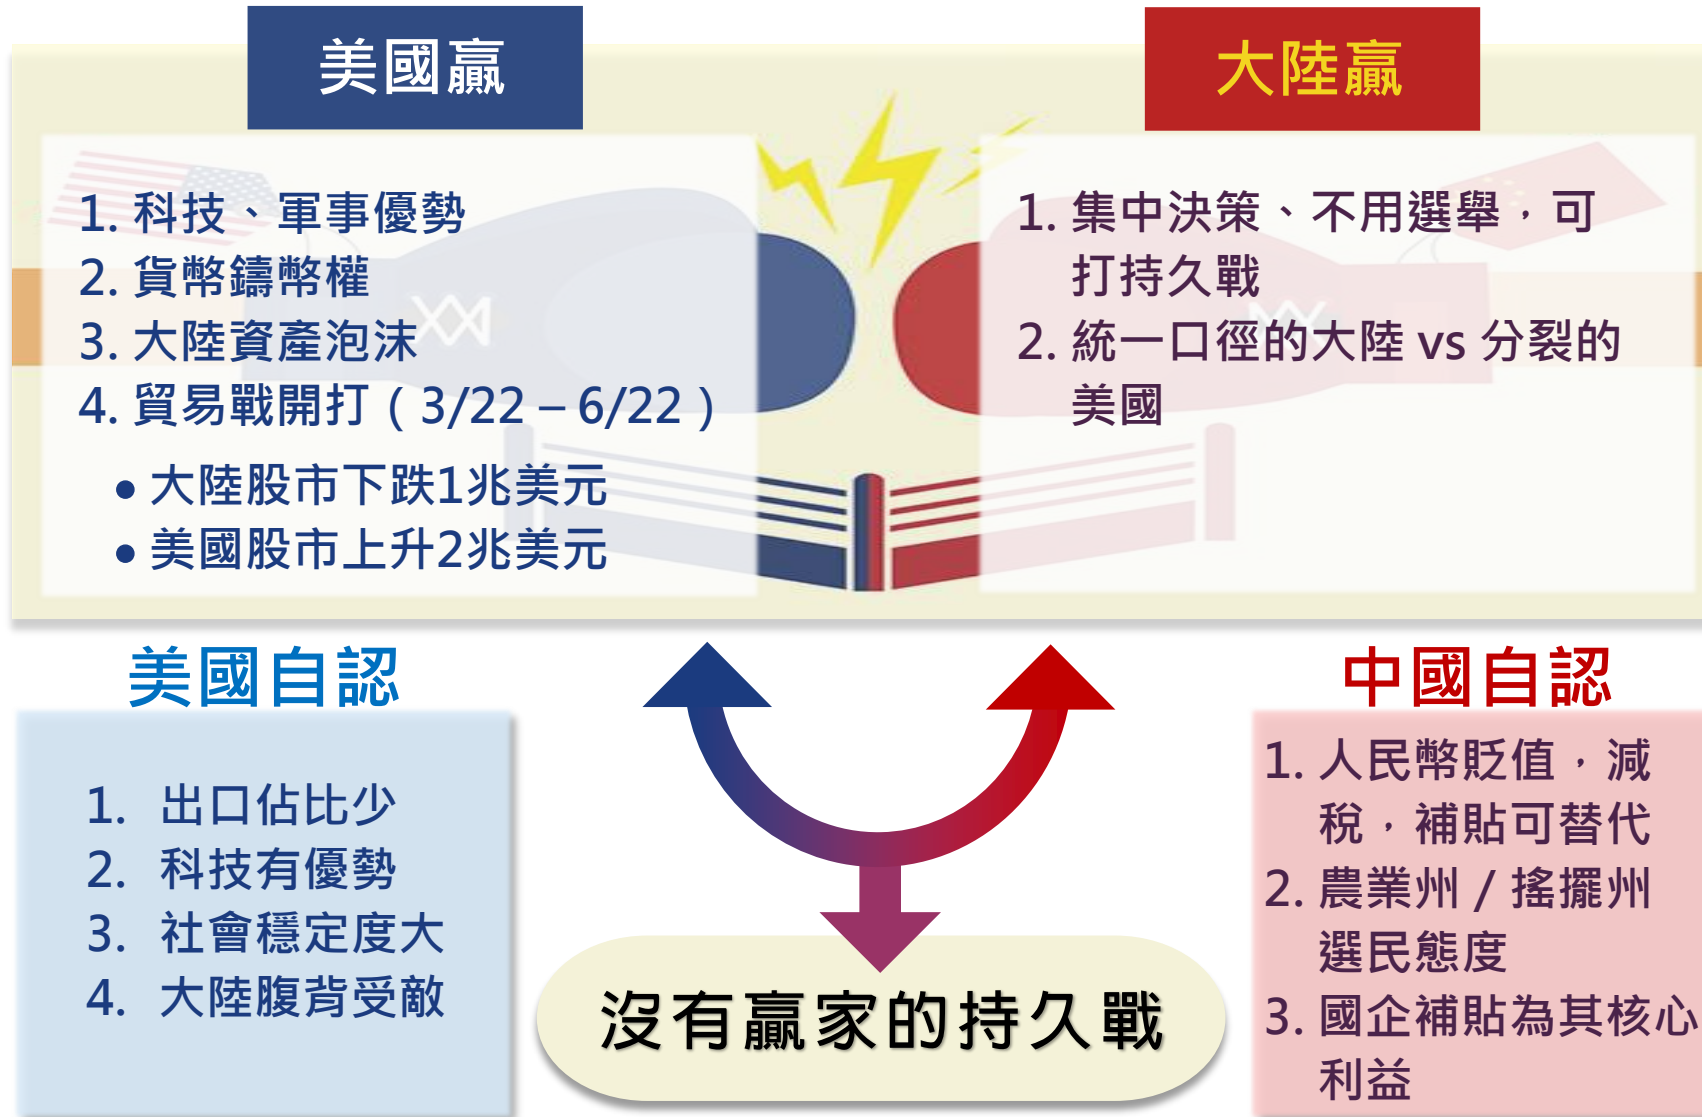 美國贏
1. 科技、軍事優勢
2. 貨幣鑄幣權
3. 大陸資產泡沫
4. 貿易戰開打（3/22 – 6/22）
• 大陸股市下跌1兆美元
• 美國股市上升2兆美元
大陸贏
1. 集中決策、不用選舉，可
打持久戰
2. 統一口徑的大陸 vs 分裂的
美國
美國自認
1. 出口佔比少
2. 科技有優勢
3. 社會穩定度大
4. 大陸腹背受敵
中國自認
1. 人民幣貶值，減
稅，補貼可替代
2. 農業州 / 搖擺州
選民態度
3. 國企補貼為其核心
利益
沒有贏家的持久戰